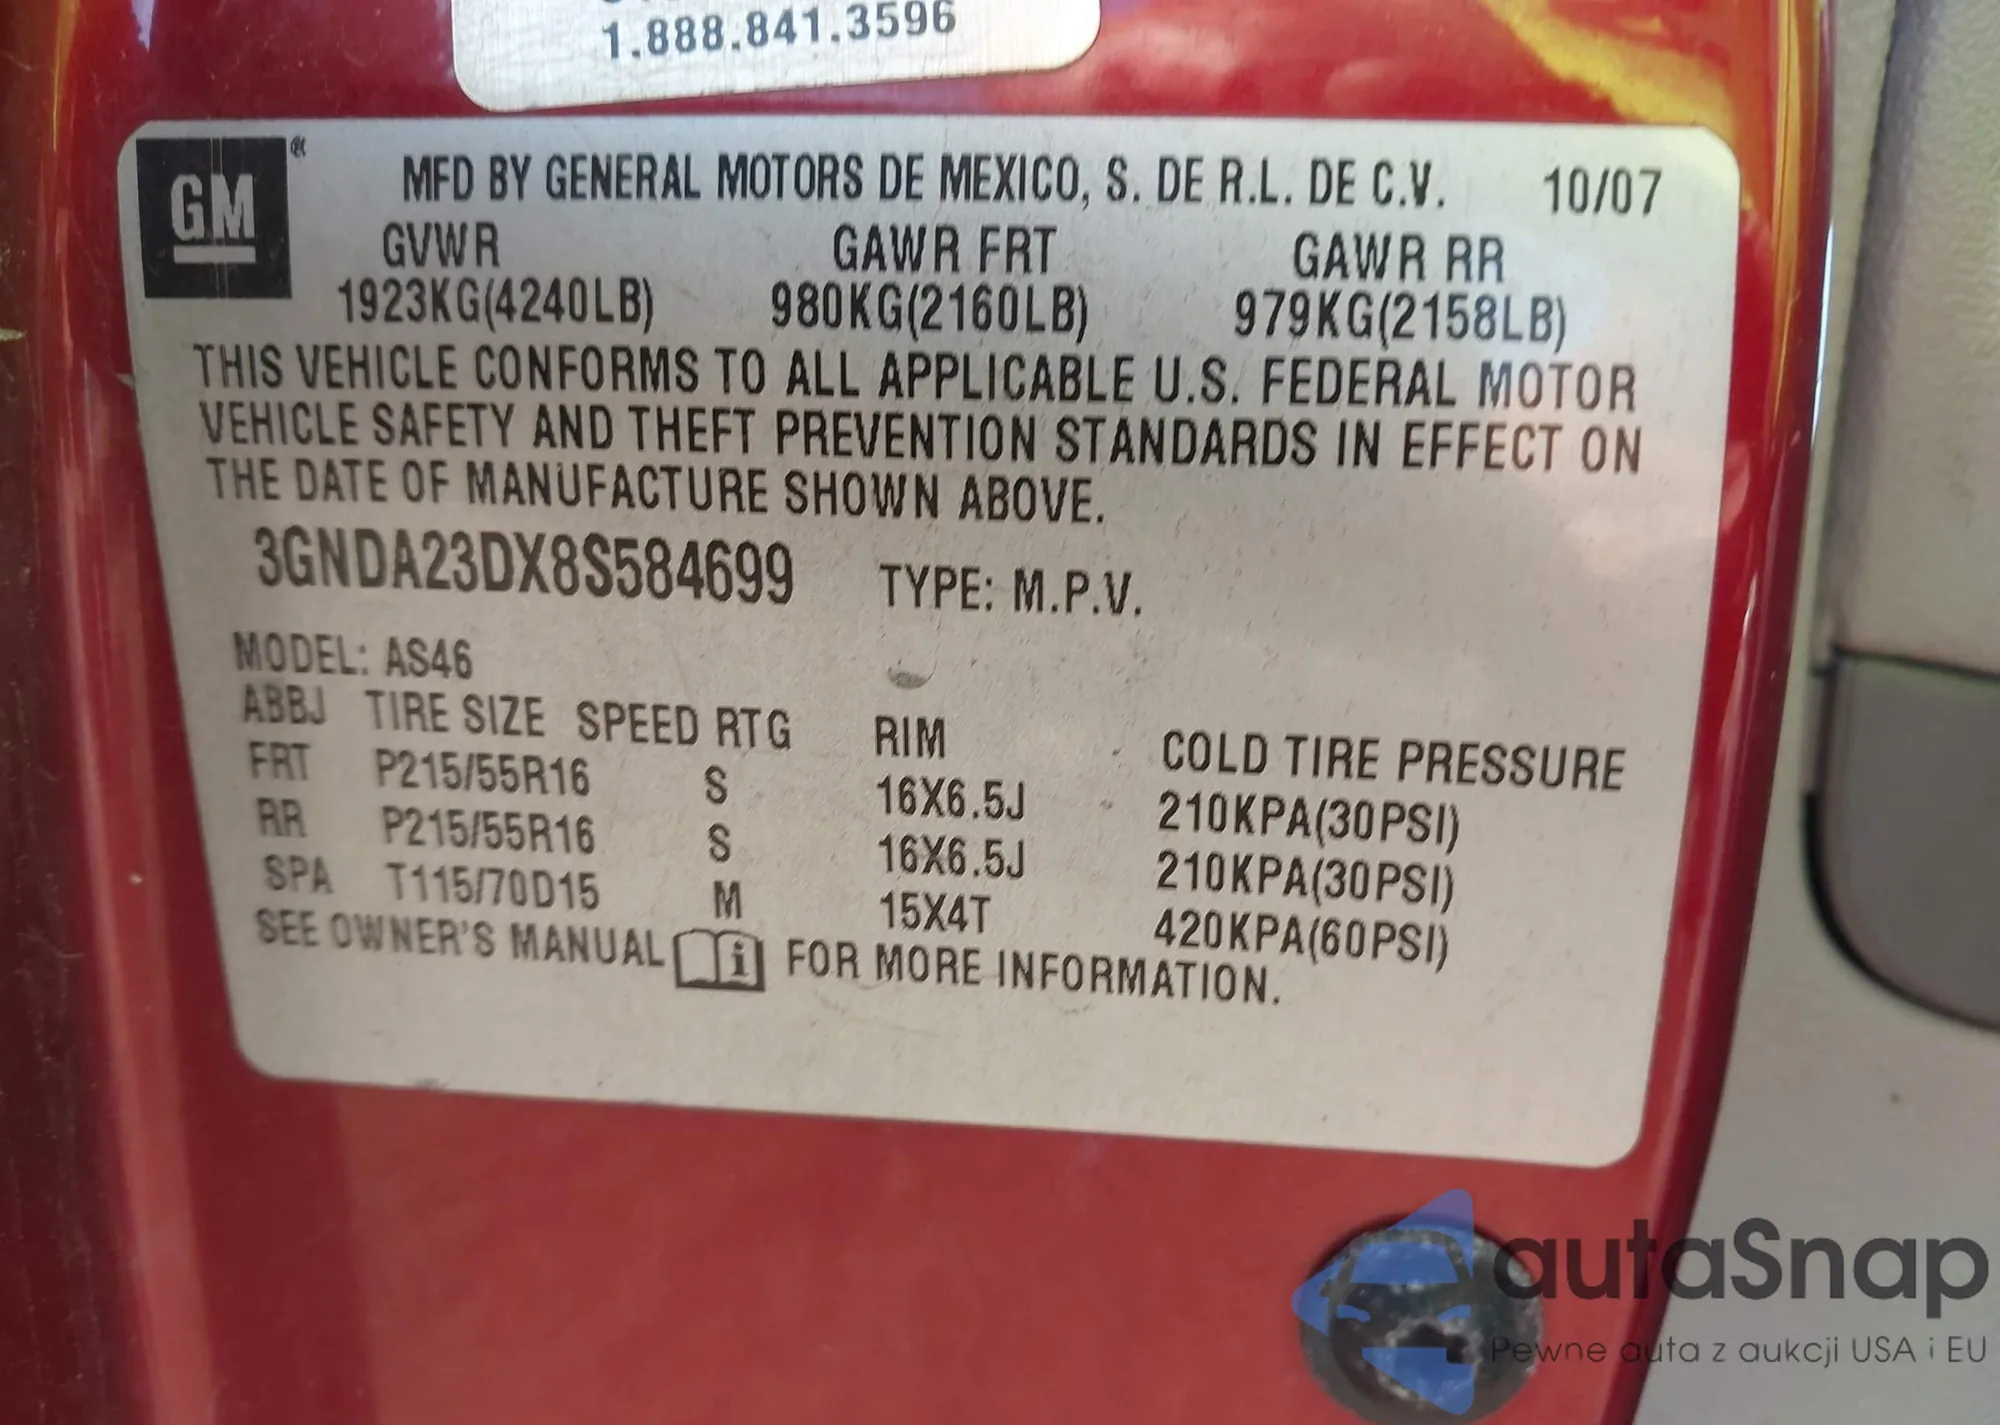 1.888.841.3596
GM®
MFD BY GENERAL MOTORS DE MEXICO, S. DE R.L. DE C.V. 10/07
GVWR GAWR FRT GAWR RR
1923KG(4240LB) 980KG(2160LB) 979KG(2158LB)
THIS VEHICLE CONFORMS TO ALL APPLICABLE U.S. FEDERAL MOTOR
VEHICLE SAFETY AND THEFT PREVENTION STANDARDS IN EFFECT ON
THE DATE OF MANUFACTURE SHOWN ABOVE.
3GNDA23DX8S584699 TYPE: M.P.V.
MODEL: AS46
ABBJ TIRE SIZE SPEED RTG RIM COLD TIRE PRESSURE
FRT P215/55R16 S 16X6.5J 210KPA(30PSI)
RR P215/55R16 S 16X6.5J 210KPA(30PSI)
SPA T115/70D15 M 15X4T 420KPA(60PSI)
SEE OWNER'S MANUAL i FOR MORE INFORMATION.
autaSnap
Pewne auta z aukcji USA i EU